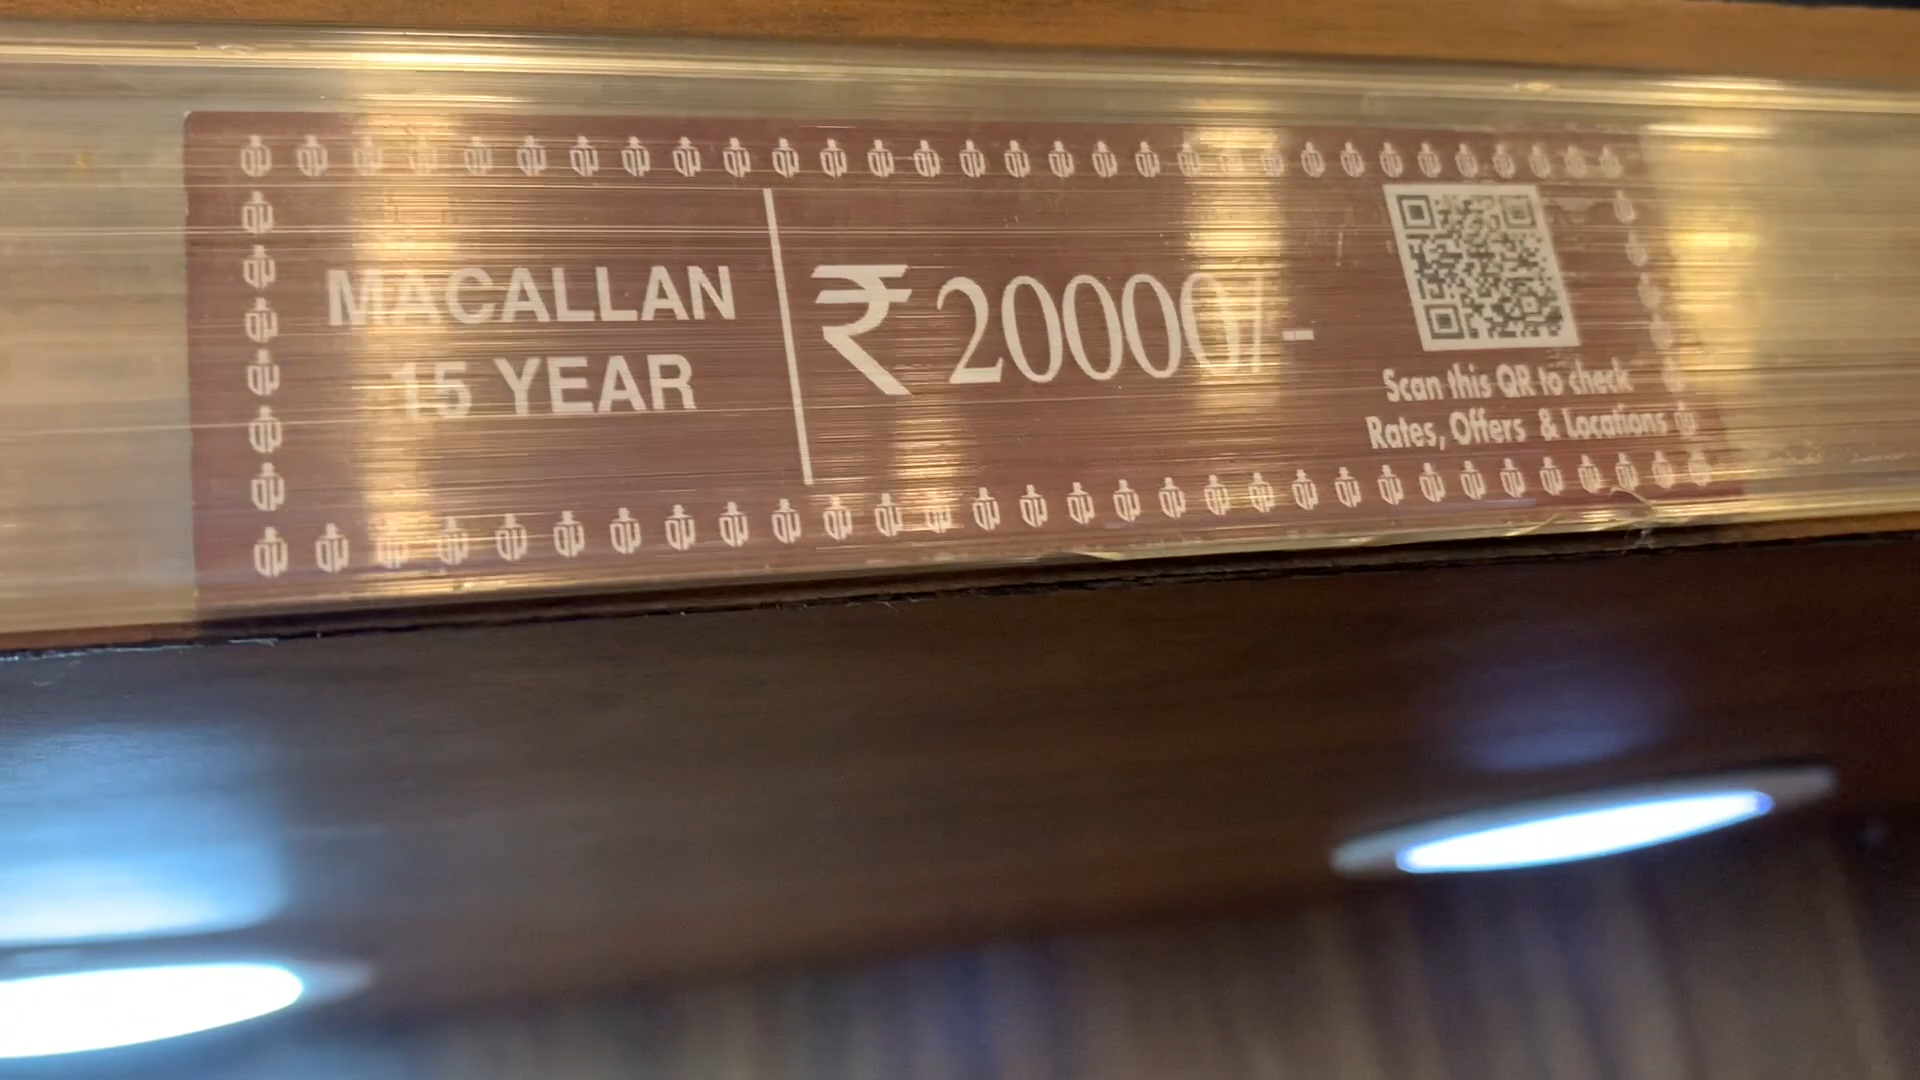 MACALLAN
15 YEAR
₹ 20000/-
Scan this QR to check
Rates, Offers & Locations